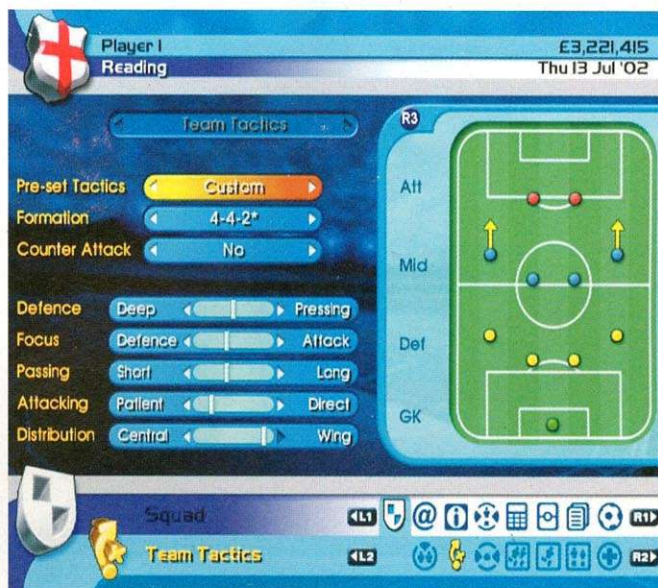 Player 1 £3,221,415
Reading Thu 13 Jul '02
Team Tactics
R3
Pre-set Tactics Custom
Formation 4-4-2*
Counter Attack No
Defence Deep Pressing
Focus Defence Attack
Passing Short Long
Attacking Patient Direct
Distribution Central Wing
Att
Mid
Def
GK
Squad L1 @ i R1
Team Tactics L2 R2